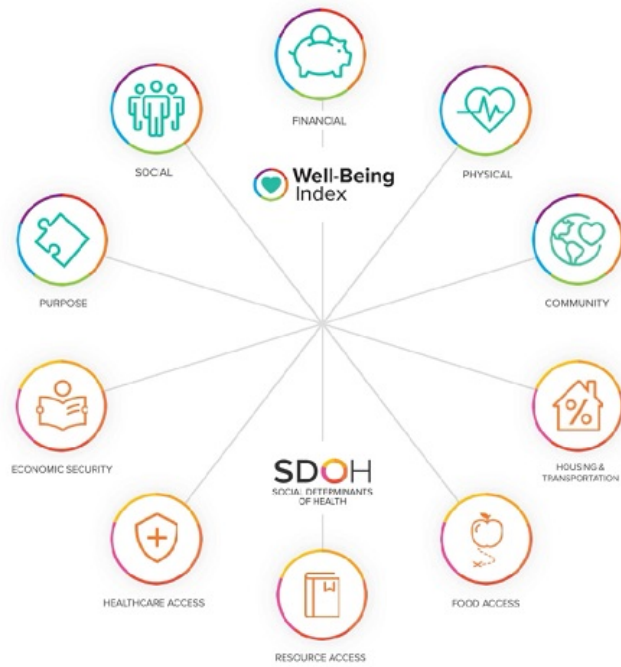 FINANCIAL
SOCIAL
PHYSICAL
Well-Being
Index
PURPOSE
COMMUNITY
ECONOMIC SECURITY
HOUSING &
TRANSPORTATION
SDOH
SOCIAL DETERMINANTS
OF HEALTH
HEALTHCARE ACCESS
FOOD ACCESS
RESOURCE ACCESS